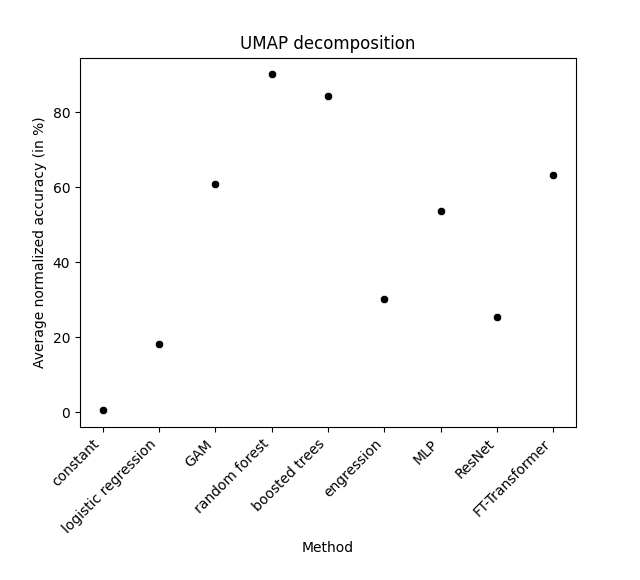 UMAP decomposition
Average normalized accuracy (in %)
80
60
40
20
0
constant
logistic regression
GAM
random forest
boosted trees
engression
MLP
ResNet
FT-Transformer
Method